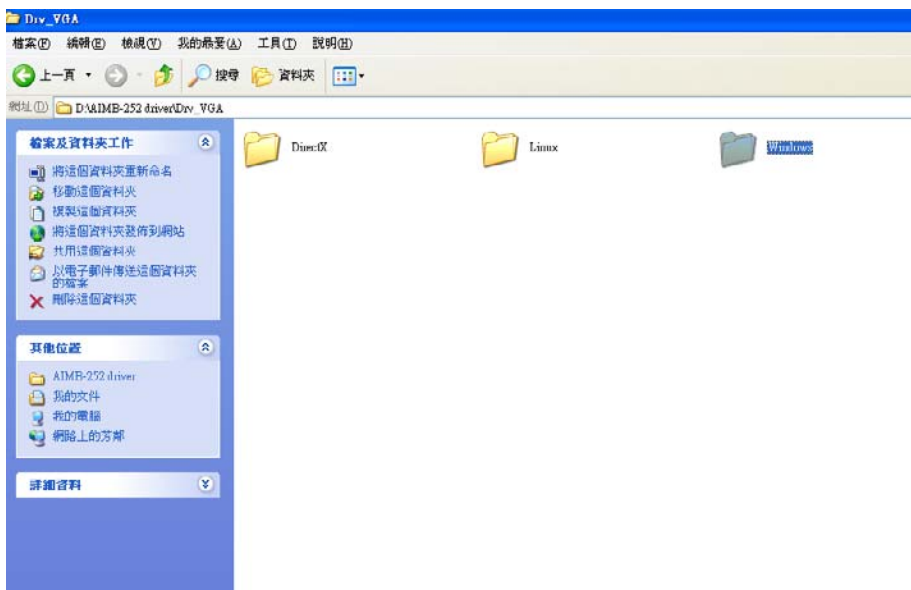 Drv_VGA
檔案(F) 編輯(E) 檢視(V) 我的最愛(A) 工具(T) 說明(H)
上一頁 搜尋 資料夾
網址(D) D:\AIMB-252 driver\Drv_VGA
檔案及資料夾工作
將這個資料夾重新命名
移動這個資料夾
複製這個資料夾
將這個資料夾發佈到網站
共用這個資料夾
以電子郵件傳送這個資料夾
的檔案
刪除這個資料夾
其他位置
AIMB-252 driver
我的文件
我的電腦
網路上的芳鄰
詳細資料
DirectX Linux Windows